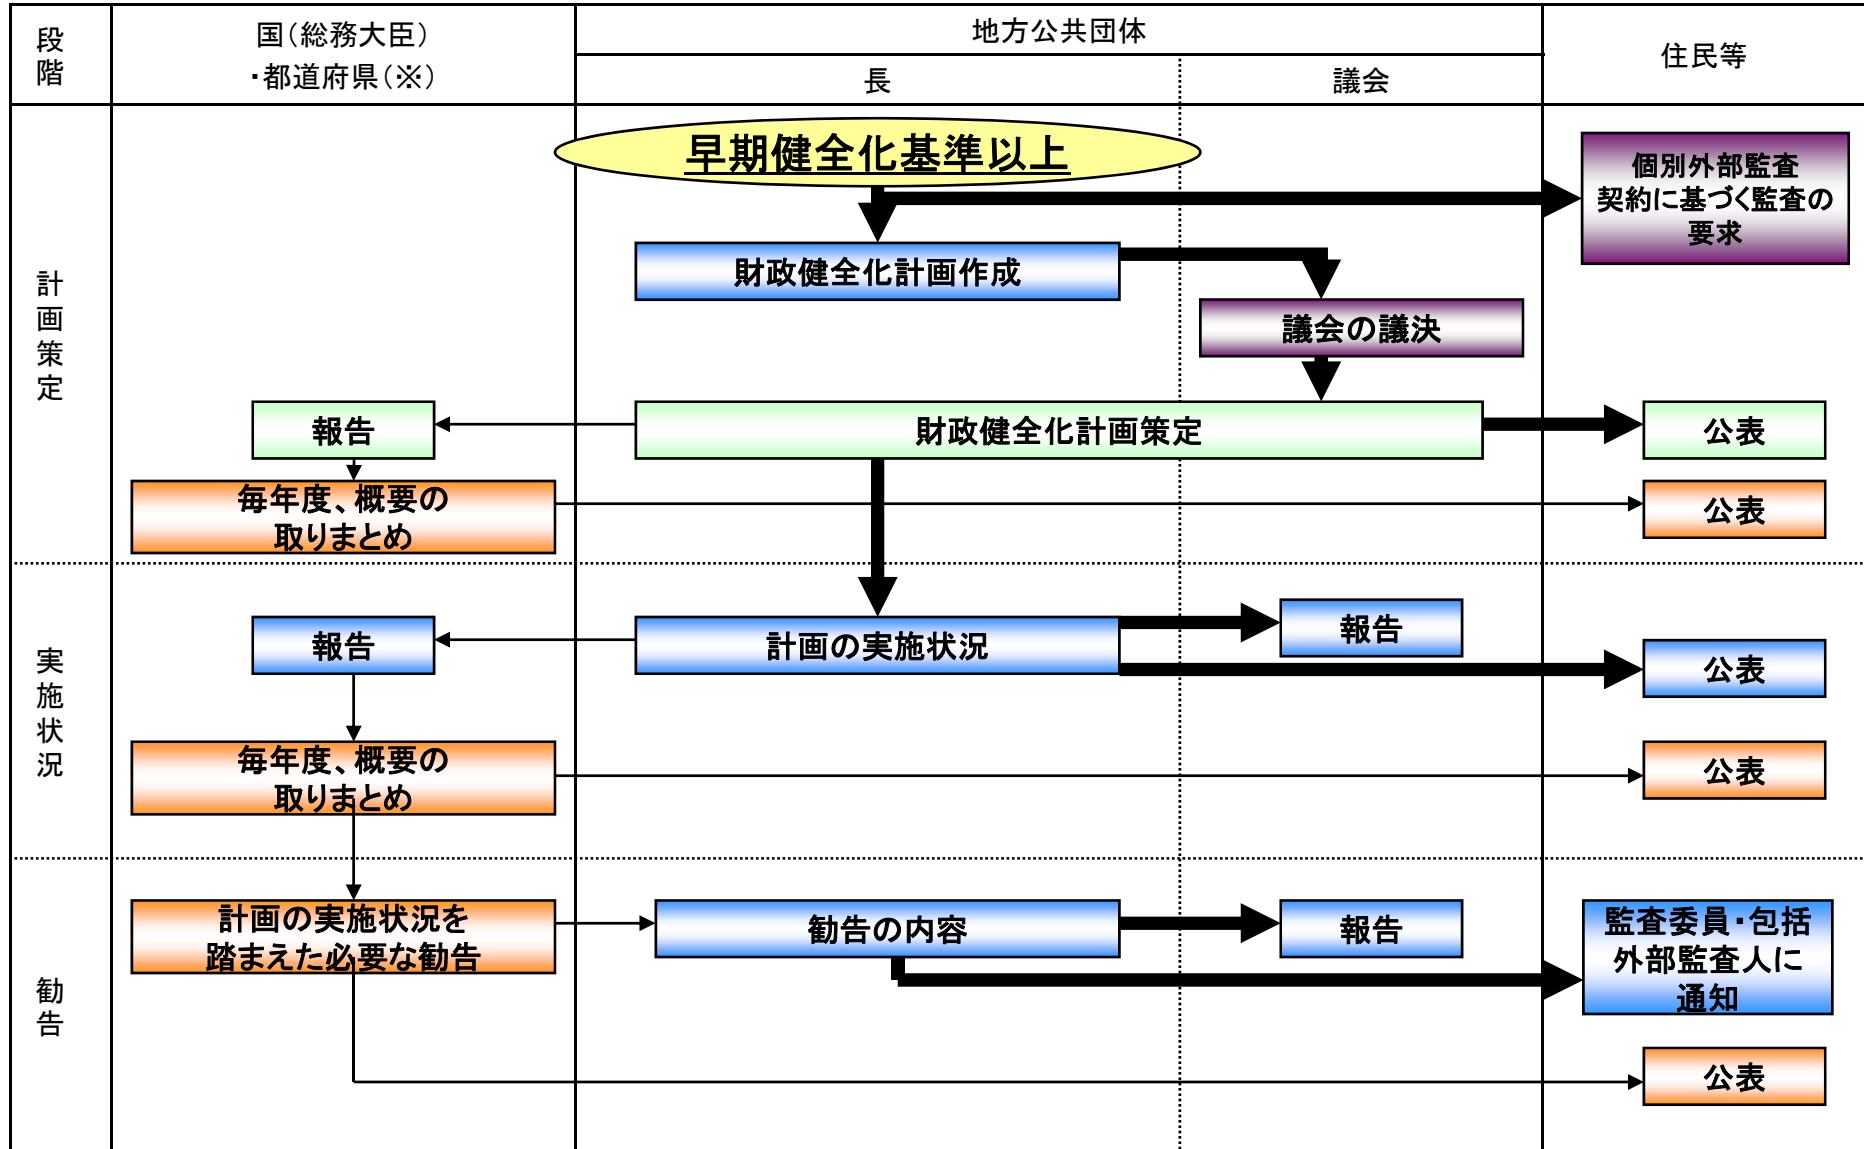 段
階
国(総務大臣)
・都道府県(※)
地方公共団体
長
議会
住民等
計
画
策
定
早期健全化基準以上
個別外部監査
契約に基づく監査の
要求
財政健全化計画作成
議会の議決
報告
財政健全化計画策定
公表
毎年度、概要の
取りまとめ
公表
実
施
状
況
報告
計画の実施状況
報告
公表
毎年度、概要の
取りまとめ
公表
勧
告
計画の実施状況を
踏まえた必要な勧告
勧告の内容
報告
監査委員・包括
外部監査人に
通知
公表